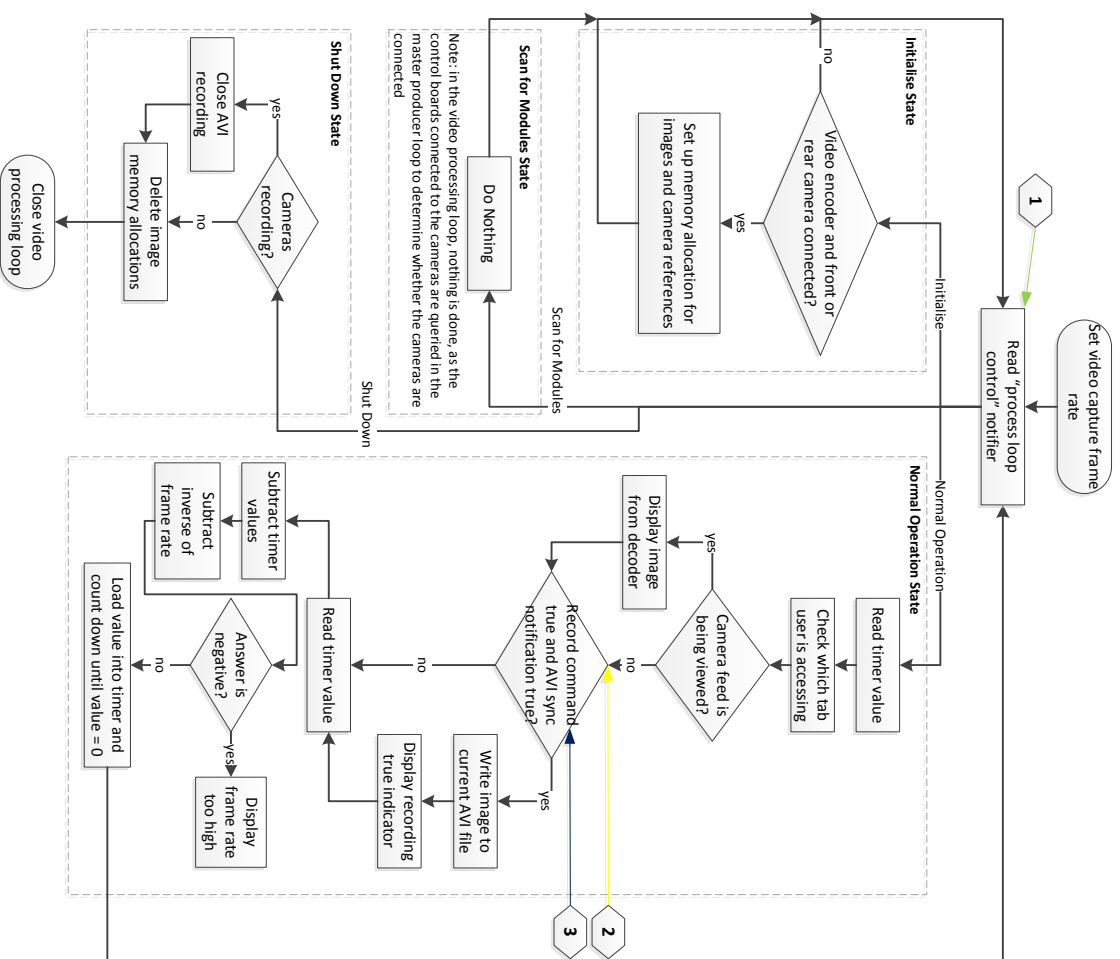 Set video capture frame
rate
1
Read “process loop
control” notifier
Initialise
Normal Operation
Scan for Modules
Shut Down
Initialise State
Video encoder and front or
rear camera connected?
no
yes
Set up memory allocation for
images and camera references
Scan for Modules State
Do Nothing
Note: in the video processing loop, nothing is done, as the
control boards connected to the cameras are queried in the
master producer loop to determine whether the cameras are
connected
Shut Down State
Cameras
recording?
yes
no
Close AVI
recording
Delete image
memory allocations
Close video
processing loop
Normal Operation State
Read timer value
Check which tab
user is accessing
Camera feed is
being viewed?
yes
no
Display image
from decoder
2
3
Record command
true and AVI sync
notification true?
yes
no
Write image to
current AVI file
Display recording
true indicator
Read timer value
Subtract timer
values
Subtract
inverse of
frame rate
Answer is
negative?
yes
no
Display
frame rate
too high
Load value into timer and
count down until value = 0